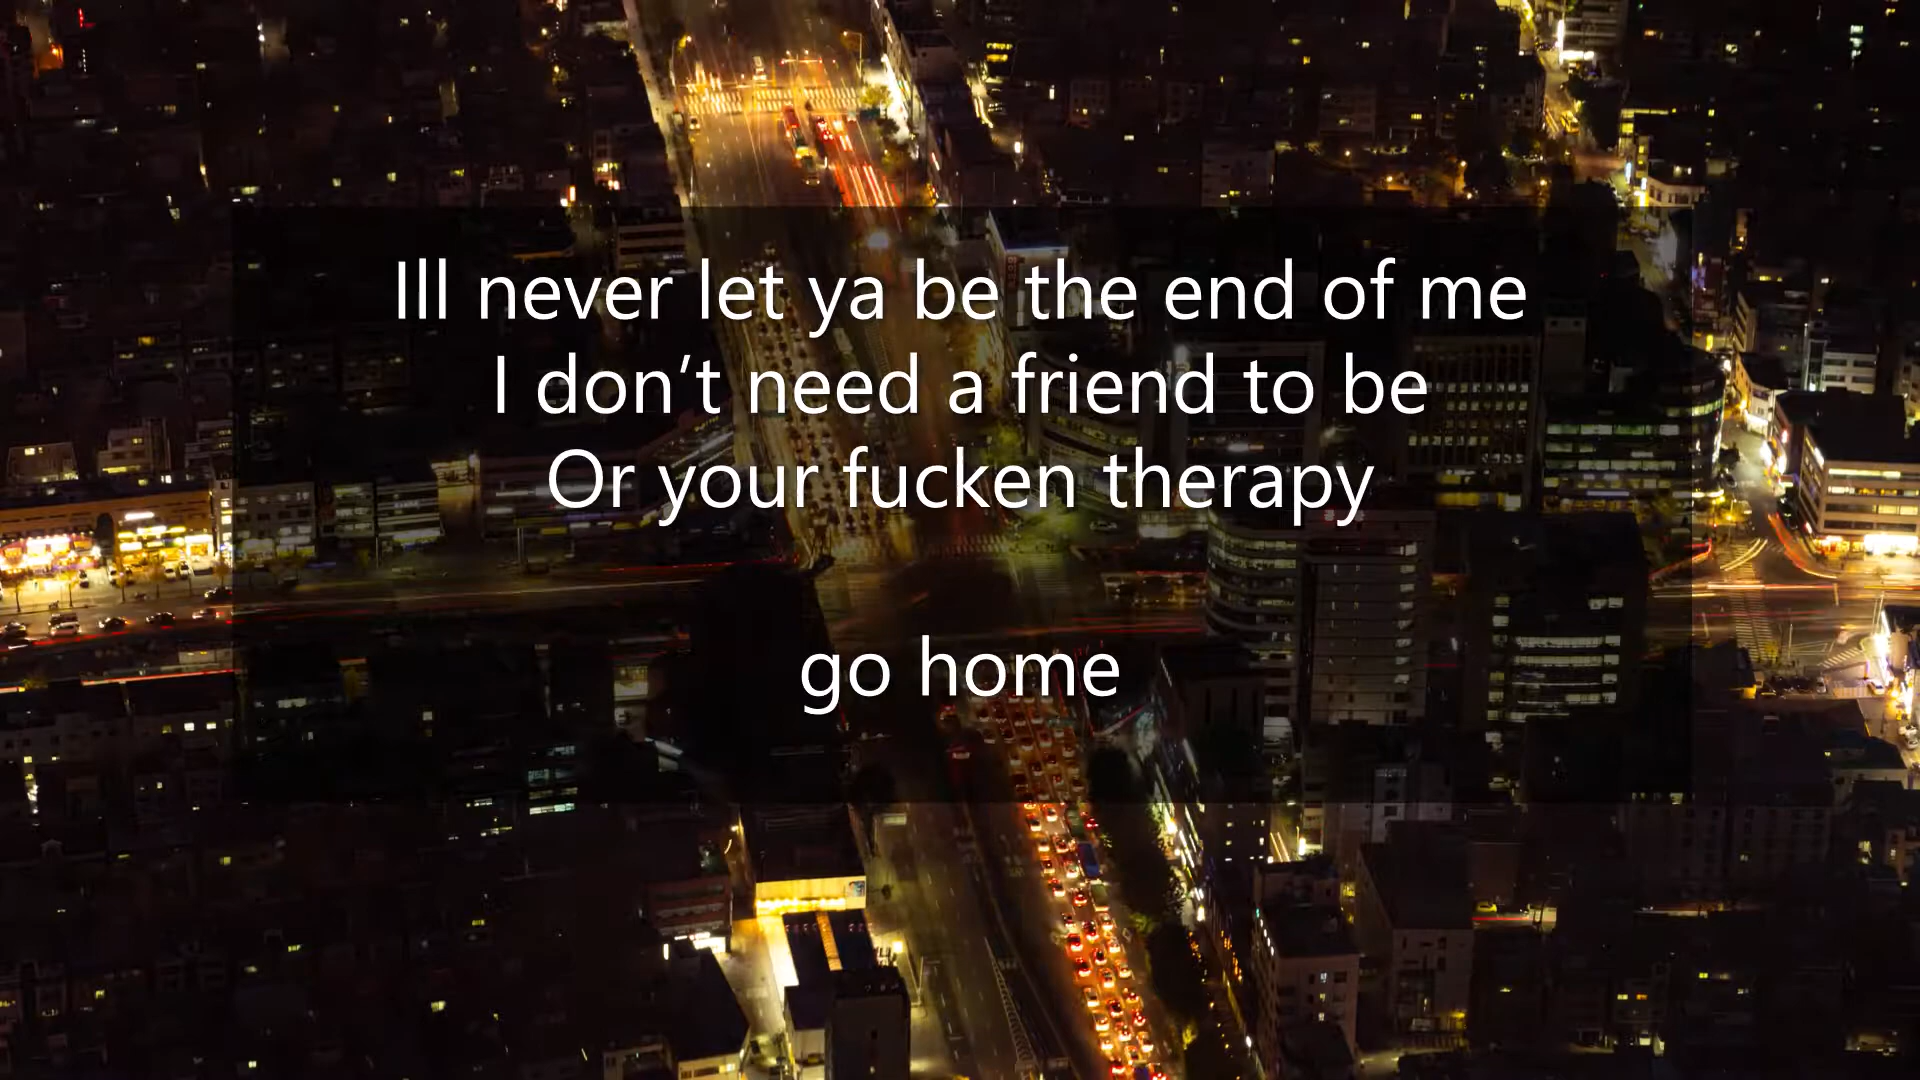 Ill never let ya be the end of me
I don’t need a friend to be
Or your fucken therapy
go home